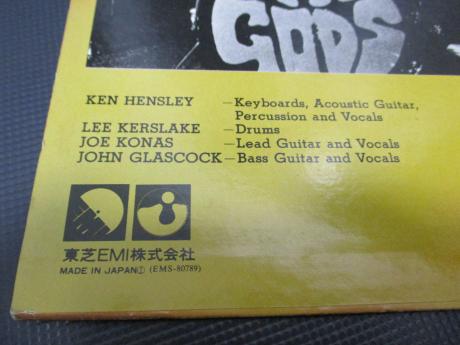 GODS
KEN HENSLEY — Keyboards, Acoustic Guitar,
Percussion and Vocals
LEE KERSLAKE — Drums
JOE KONAS — Lead Guitar and Vocals
JOHN GLASCOCK — Bass Guitar and Vocals
東芝EMI株式会社
MADE IN JAPAN Ⓙ (EMS-80789)